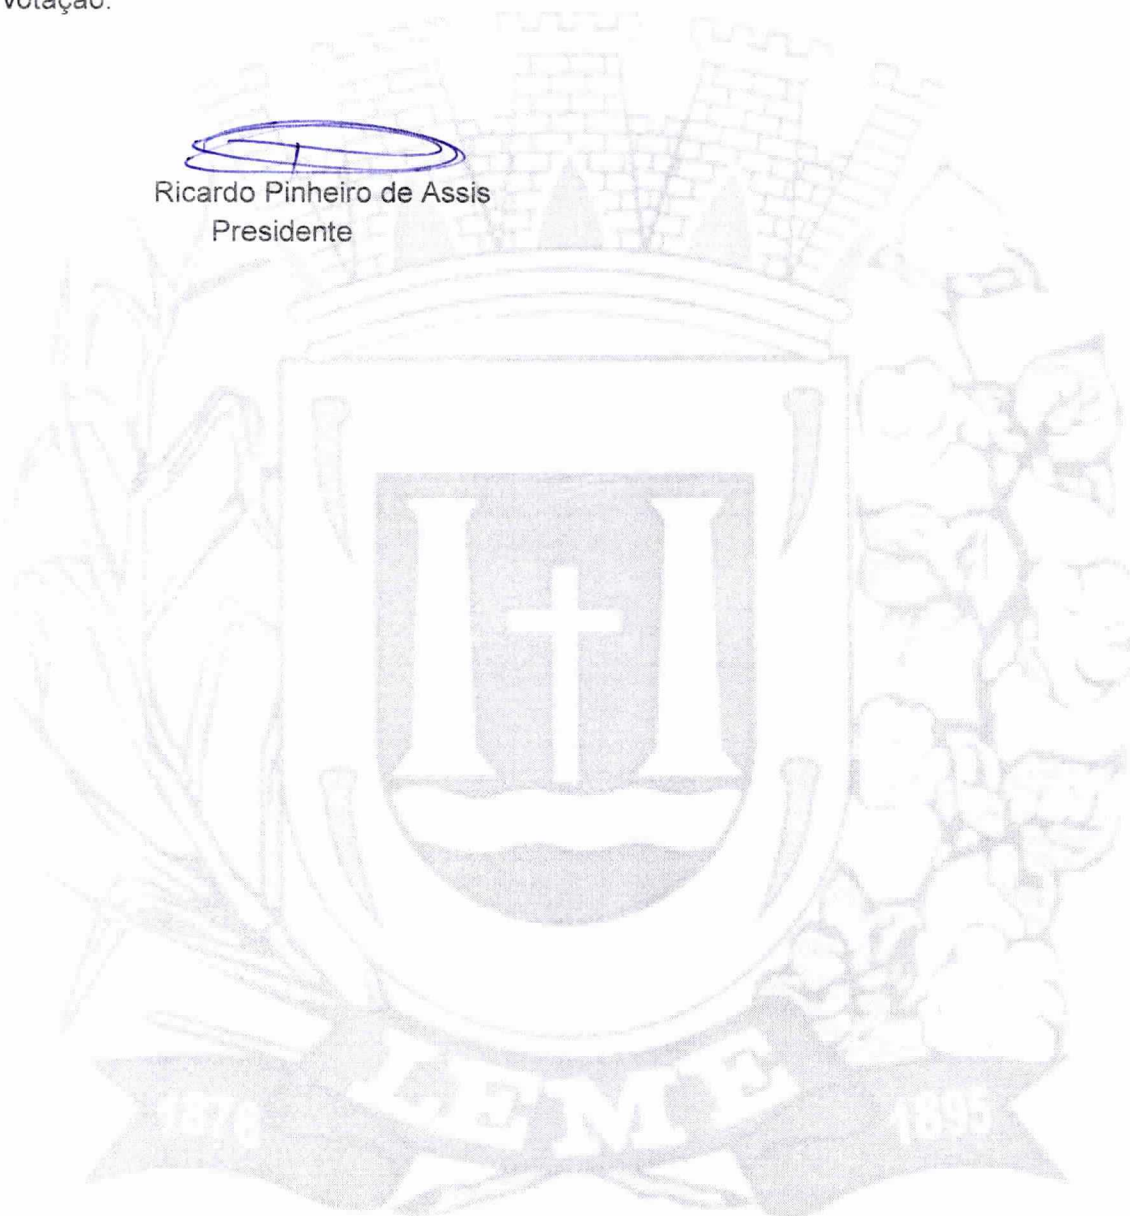 votação.
Ricardo Pinheiro de Assis
Presidente
LEME
1876
1895